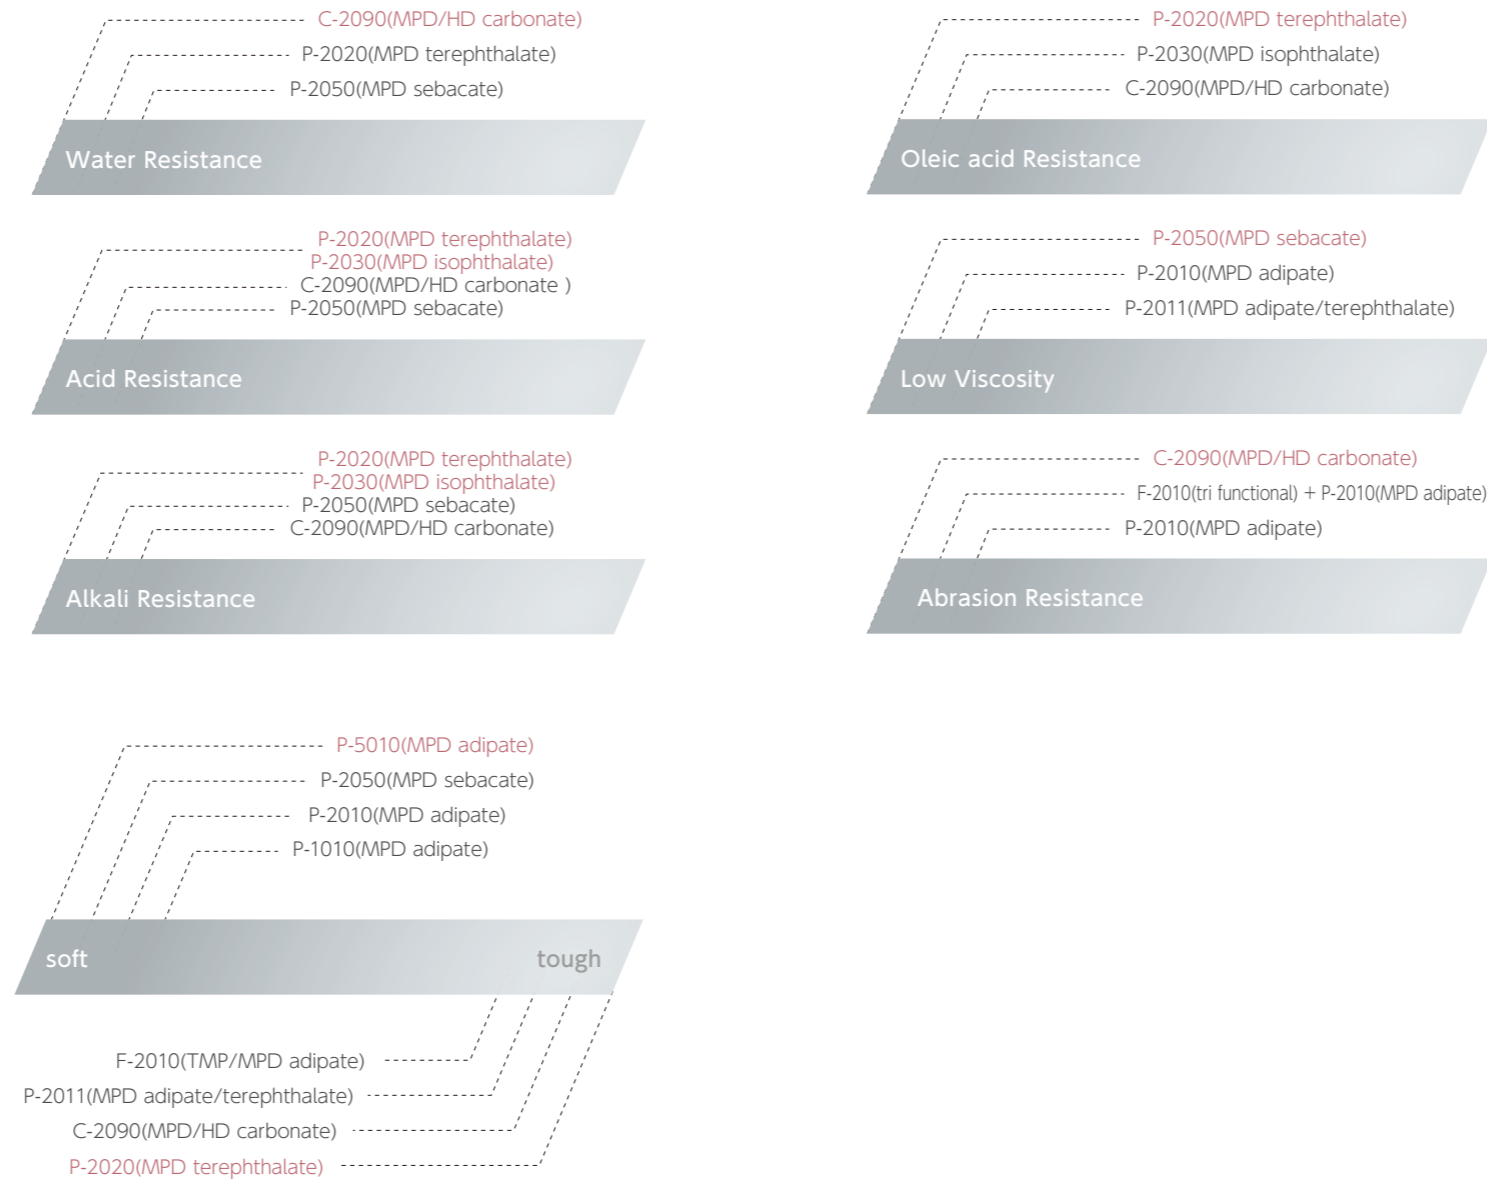 C-2090(MPD/HD carbonate)
P-2020(MPD terephthalate)
P-2050(MPD sebacate)
Water Resistance
P-2020(MPD terephthalate)
P-2030(MPD isophthalate)
C-2090(MPD/HD carbonate)
Oleic acid Resistance
P-2020(MPD terephthalate)
P-2030(MPD isophthalate)
C-2090(MPD/HD carbonate )
P-2050(MPD sebacate)
Acid Resistance
P-2050(MPD sebacate)
P-2010(MPD adipate)
P-2011(MPD adipate/terephthalate)
Low Viscosity
P-2020(MPD terephthalate)
P-2030(MPD isophthalate)
P-2050(MPD sebacate)
C-2090(MPD/HD carbonate)
Alkali Resistance
C-2090(MPD/HD carbonate)
F-2010(tri functional) + P-2010(MPD adipate)
P-2010(MPD adipate)
Abrasion Resistance
P-5010(MPD adipate)
P-2050(MPD sebacate)
P-2010(MPD adipate)
P-1010(MPD adipate)
soft
tough
F-2010(TMP/MPD adipate)
P-2011(MPD adipate/terephthalate)
C-2090(MPD/HD carbonate)
P-2020(MPD terephthalate)